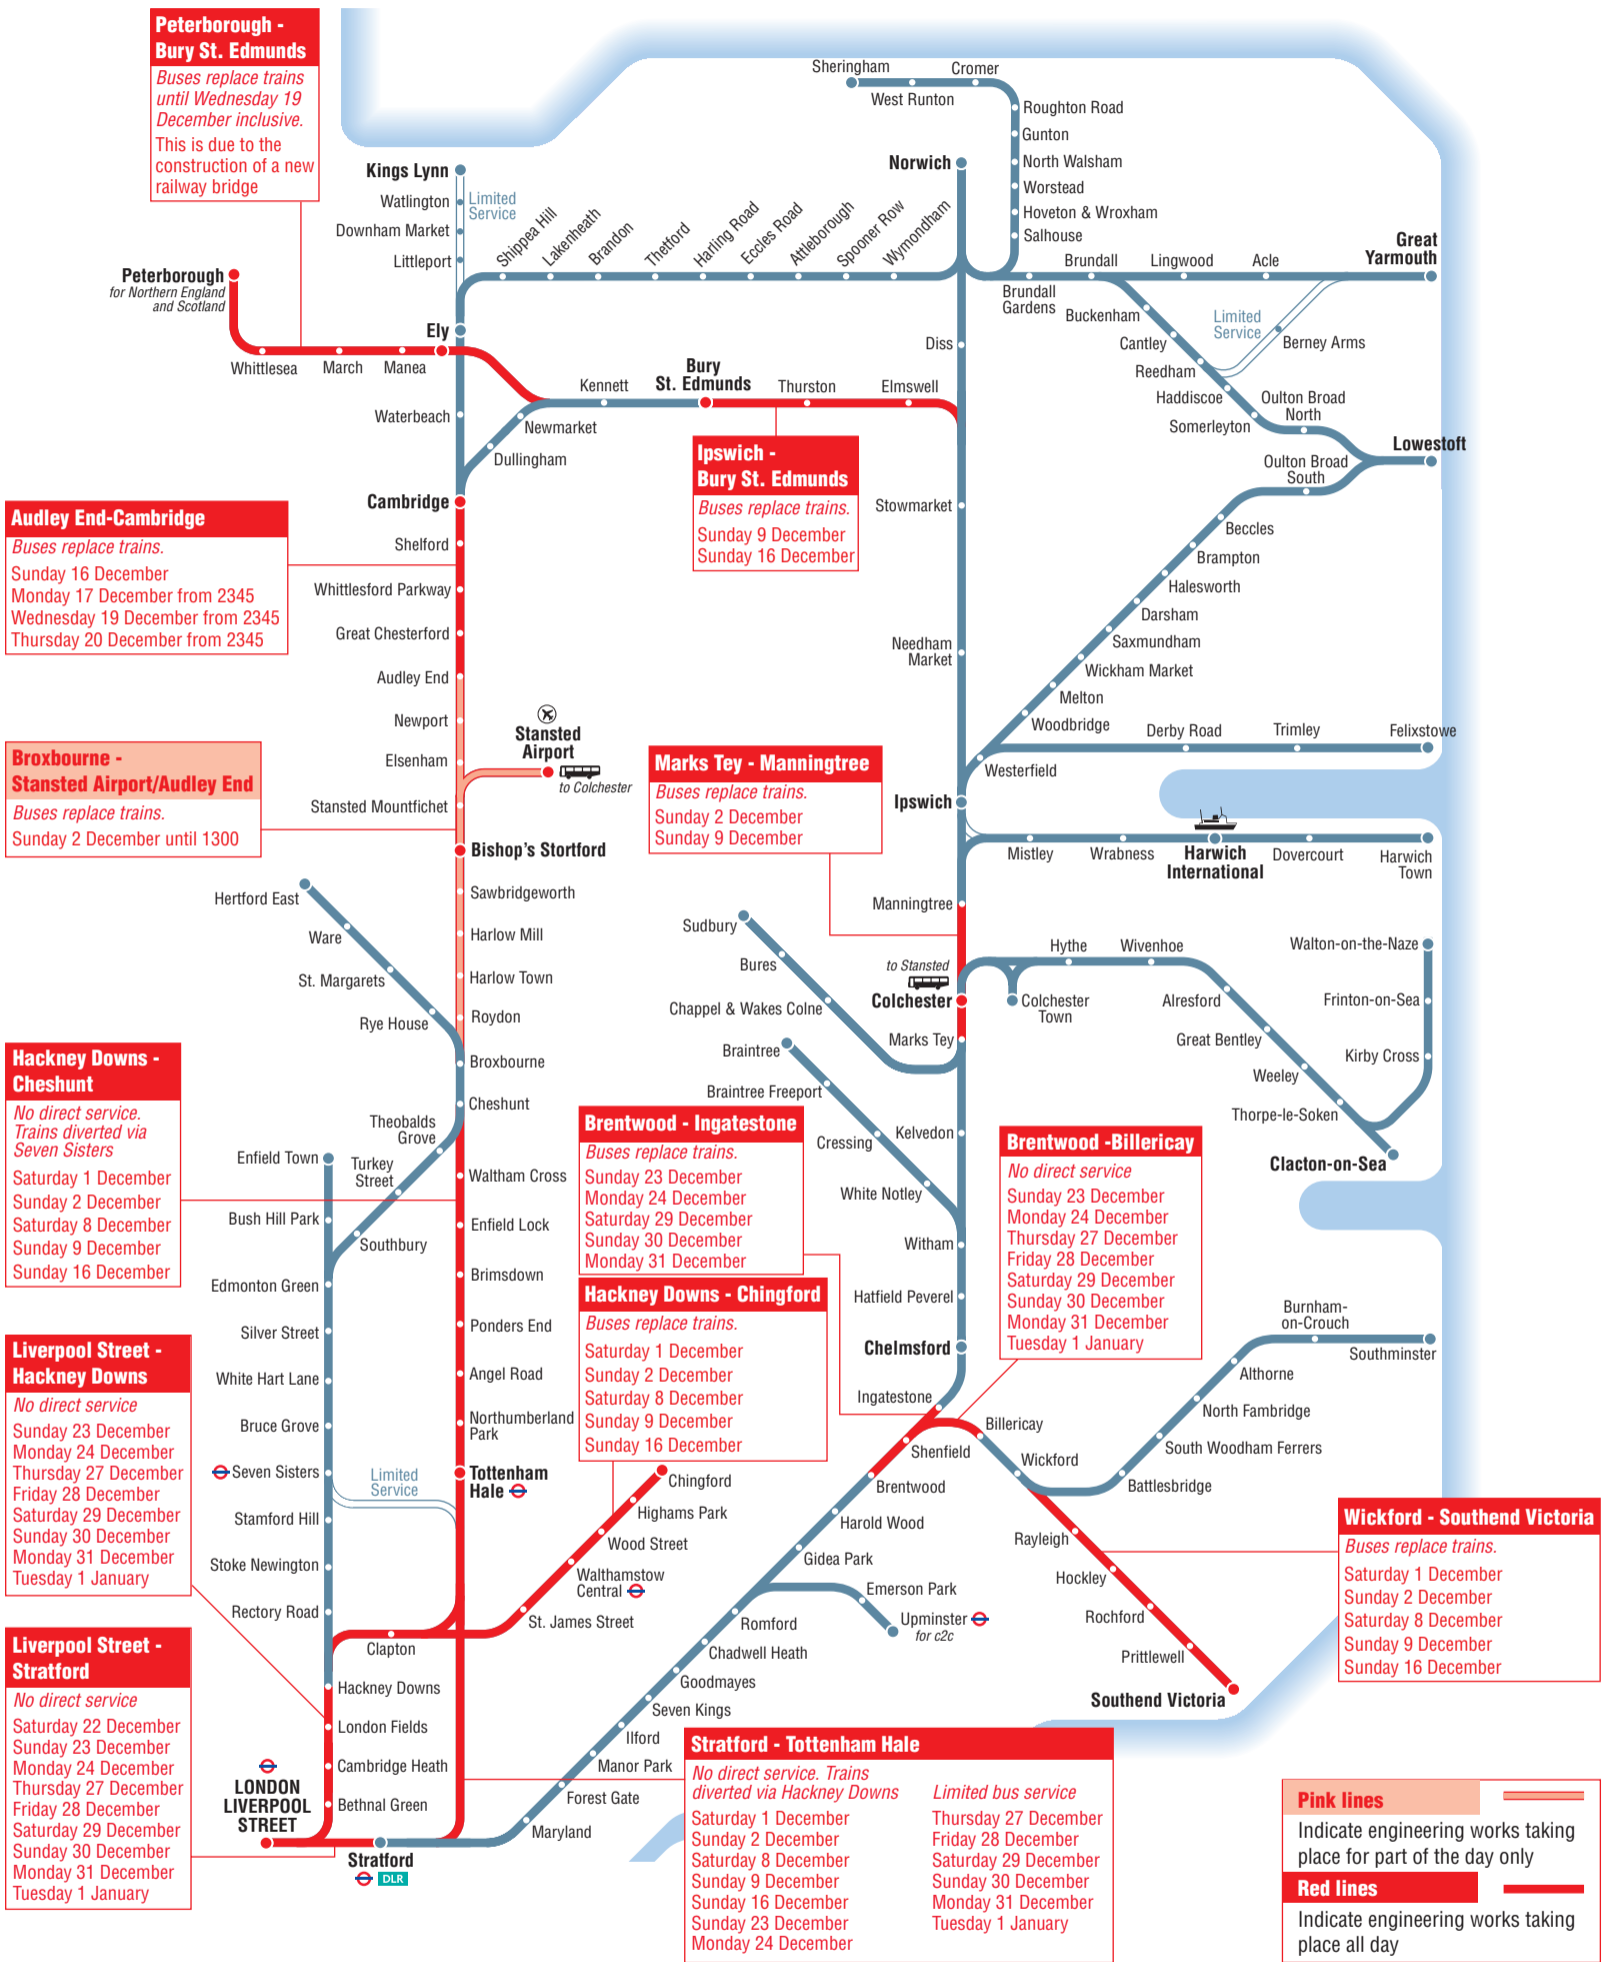 Peterborough -
Bury St. Edmunds
Buses replace trains
until Wednesday 19
December inclusive.
This is due to the
construction of a new
railway bridge
Sheringham
West Runton
Cromer
Roughton Road
Gunton
North Walsham
Worstead
Hoveton & Wroxham
Salhouse
Norwich
Kings Lynn
Watlington
Downham Market
Littleport
Limited
Service
Shippea Hill
Lakenheath
Brandon
Thetford
Harling Road
Eccles Road
Attleborough
Spooner Row
Wymondham
Brundall
Gardens
Brundall
Lingwood
Acle
Great
Yarmouth
Buckenham
Cantley
Reedham
Limited
Service
Berney Arms
Haddiscoe
Somerleyton
Oulton Broad
North
Lowestoft
Oulton Broad
South
Beccles
Brampton
Halesworth
Darsham
Saxmundham
Wickham Market
Melton
Woodbridge
Westerfield
Derby Road
Trimley
Felixstowe
Peterborough
for Northern England
and Scotland
Whittlesea
March
Manea
Ely
Waterbeach
Kennett
Newmarket
Dullingham
Bury
St. Edmunds
Thurston
Elmswell
Diss
Stowmarket
Needham
Market
Ipswich -
Bury St. Edmunds
Buses replace trains.
Sunday 9 December
Sunday 16 December
Cambridge
Shelford
Whittlesford Parkway
Great Chesterford
Audley End
Newport
Elsenham
Stansted Mountfichet
Audley End-Cambridge
Buses replace trains.
Sunday 16 December
Monday 17 December from 2345
Wednesday 19 December from 2345
Thursday 20 December from 2345
Stansted
Airport
to Colchester
Broxbourne -
Stansted Airport/Audley End
Buses replace trains.
Sunday 2 December until 1300
Marks Tey - Manningtree
Buses replace trains.
Sunday 2 December
Sunday 9 December
Ipswich
Mistley
Wrabness
Harwich
International
Dovercourt
Harwich
Town
Manningtree
Bishop's Stortford
Sawbridgeworth
Harlow Mill
Harlow Town
Roydon
Broxbourne
Cheshunt
Hertford East
Ware
St. Margarets
Rye House
Sudbury
Bures
Chappel & Wakes Colne
to Stansted
Colchester
Colchester
Town
Marks Tey
Hythe
Wivenhoe
Alresford
Great Bentley
Weeley
Thorpe-le-Soken
Clacton-on-Sea
Walton-on-the-Naze
Frinton-on-Sea
Kirby Cross
Braintree
Braintree Freeport
Cressing
White Notley
Kelvedon
Witham
Hatfield Peverel
Chelmsford
Ingatestone
Hackney Downs -
Cheshunt
No direct service.
Trains diverted via
Seven Sisters
Saturday 1 December
Sunday 2 December
Saturday 8 December
Sunday 9 December
Sunday 16 December
Theobalds
Grove
Turkey
Street
Southbury
Enfield Town
Bush Hill Park
Edmonton Green
Silver Street
White Hart Lane
Bruce Grove
Seven Sisters
Stamford Hill
Stoke Newington
Rectory Road
Limited
Service
Waltham Cross
Enfield Lock
Brimsdown
Ponders End
Angel Road
Northumberland
Park
Tottenham
Hale
Brentwood - Ingatestone
Buses replace trains.
Sunday 23 December
Monday 24 December
Saturday 29 December
Sunday 30 December
Monday 31 December
Brentwood -Billericay
No direct service
Sunday 23 December
Monday 24 December
Thursday 27 December
Friday 28 December
Saturday 29 December
Sunday 30 December
Monday 31 December
Tuesday 1 January
Hackney Downs - Chingford
Buses replace trains.
Saturday 1 December
Sunday 2 December
Saturday 8 December
Sunday 9 December
Sunday 16 December
Burnham-
on-Crouch
Southminster
Althorne
North Fambridge
South Woodham Ferrers
Battlesbridge
Billericay
Wickford
Shenfield
Brentwood
Harold Wood
Gidea Park
Emerson Park
Upminster
for c2c
Romford
Chadwell Heath
Goodmayes
Seven Kings
Ilford
Manor Park
Forest Gate
Maryland
Liverpool Street -
Hackney Downs
No direct service
Sunday 23 December
Monday 24 December
Thursday 27 December
Friday 28 December
Saturday 29 December
Sunday 30 December
Monday 31 December
Tuesday 1 January
Chingford
Highams Park
Wood Street
Walthamstow
Central
St. James Street
Clapton
Hackney Downs
London Fields
Cambridge Heath
Bethnal Green
LONDON
LIVERPOOL
STREET
Stratford
DLR
Rayleigh
Hockley
Rochford
Prittlewell
Southend Victoria
Wickford - Southend Victoria
Buses replace trains.
Saturday 1 December
Sunday 2 December
Saturday 8 December
Sunday 9 December
Sunday 16 December
Liverpool Street -
Stratford
No direct service
Saturday 22 December
Sunday 23 December
Monday 24 December
Thursday 27 December
Friday 28 December
Saturday 29 December
Sunday 30 December
Monday 31 December
Tuesday 1 January
Stratford - Tottenham Hale
No direct service. Trains
diverted via Hackney Downs
Saturday 1 December
Sunday 2 December
Saturday 8 December
Sunday 9 December
Sunday 16 December
Sunday 23 December
Monday 24 December
Limited bus service
Thursday 27 December
Friday 28 December
Saturday 29 December
Sunday 30 December
Monday 31 December
Tuesday 1 January
Pink lines
Indicate engineering works taking
place for part of the day only
Red lines
Indicate engineering works taking
place all day